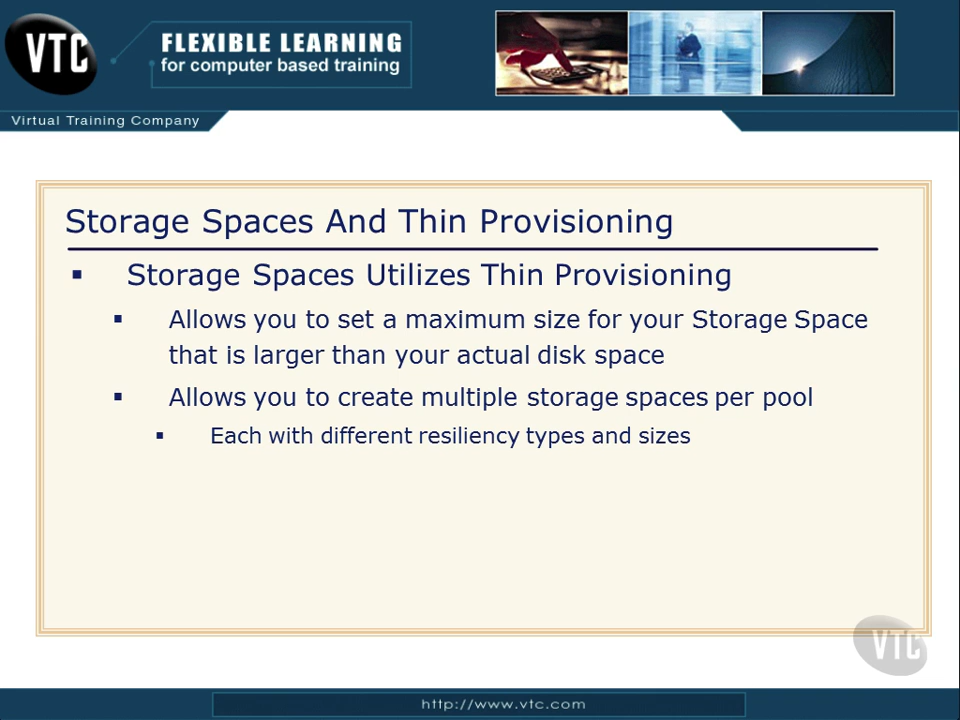 VTC
FLEXIBLE LEARNING
for computer based training
Virtual Training Company
Storage Spaces And Thin Provisioning
▪ Storage Spaces Utilizes Thin Provisioning
▪ Allows you to set a maximum size for your Storage Space
that is larger than your actual disk space
▪ Allows you to create multiple storage spaces per pool
▪ Each with different resiliency types and sizes
VTC
http://www.vtc.com